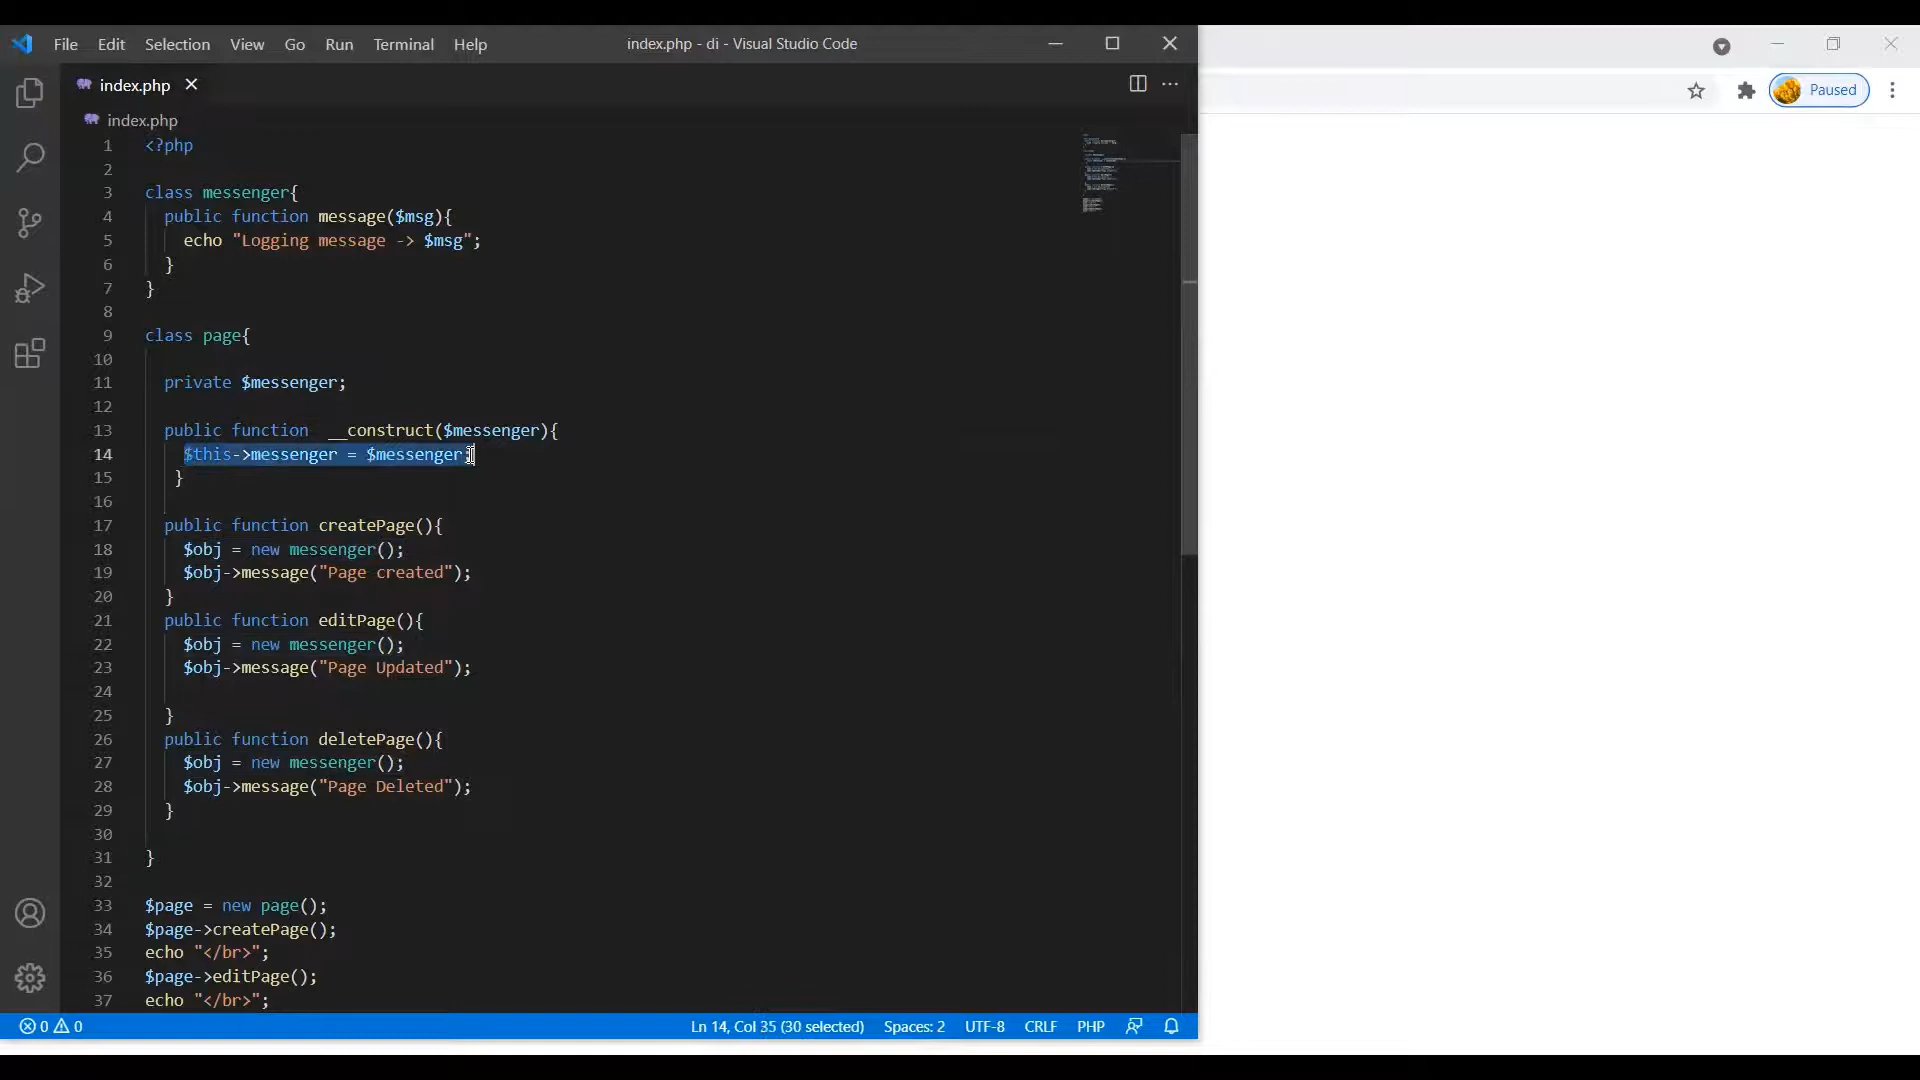 File Edit Selection View Go Run Terminal Help index.php - di - Visual Studio Code
index.php
Paused
index.php
1 <?php
2
3 class messenger{
4 public function message($msg){
5 echo "Logging message -> $msg";
6 }
7 }
8
9 class page{
10
11 private $messenger;
12
13 public function __construct($messenger){
14 $this->messenger = $messenger;
15 }
16
17 public function createPage(){
18 $obj = new messenger();
19 $obj->message("Page created");
20 }
21 public function editPage(){
22 $obj = new messenger();
23 $obj->message("Page Updated");
24
25 }
26 public function deletePage(){
27 $obj = new messenger();
28 $obj->message("Page Deleted");
29 }
30
31 }
32
33 $page = new page();
34 $page->createPage();
35 echo "</br>";
36 $page->editPage();
37 echo "</br>";
0 0 Ln 14, Col 35 (30 selected) Spaces: 2 UTF-8 CRLF PHP